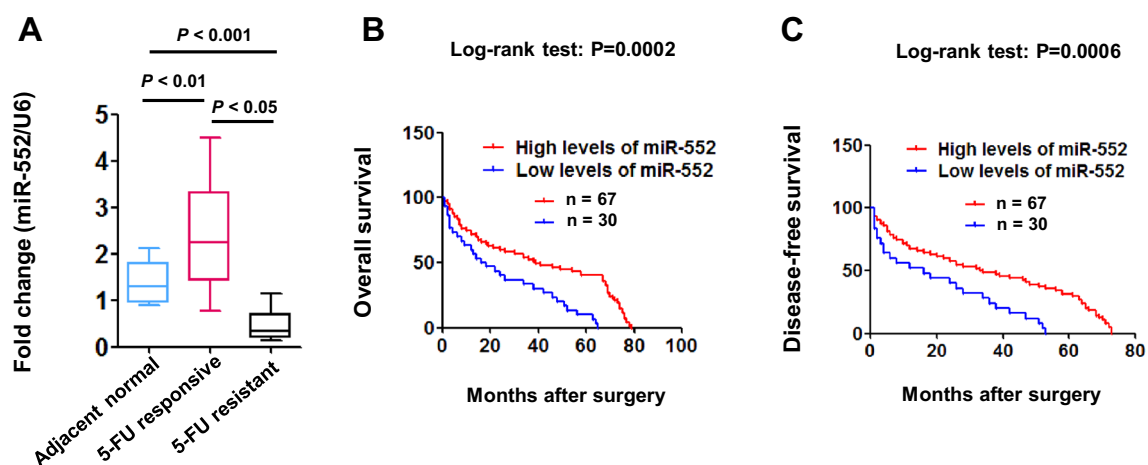 A
P < 0.001
P < 0.01
P < 0.05
Fold change (miR-552/U6)
5
4
3
2
1
0
Adjacent normal
5-FU responsive
5-FU resistant
B
Log-rank test: P=0.0002
Overall survival
150
100
50
0
High levels of miR-552
Low levels of miR-552
n = 67
n = 30
0 20 40 60 80 100
Months after surgery
C
Log-rank test: P=0.0006
Disease-free survival
150
100
50
0
High levels of miR-552
Low levels of miR-552
n = 67
n = 30
0 20 40 60 80
Months after surgery